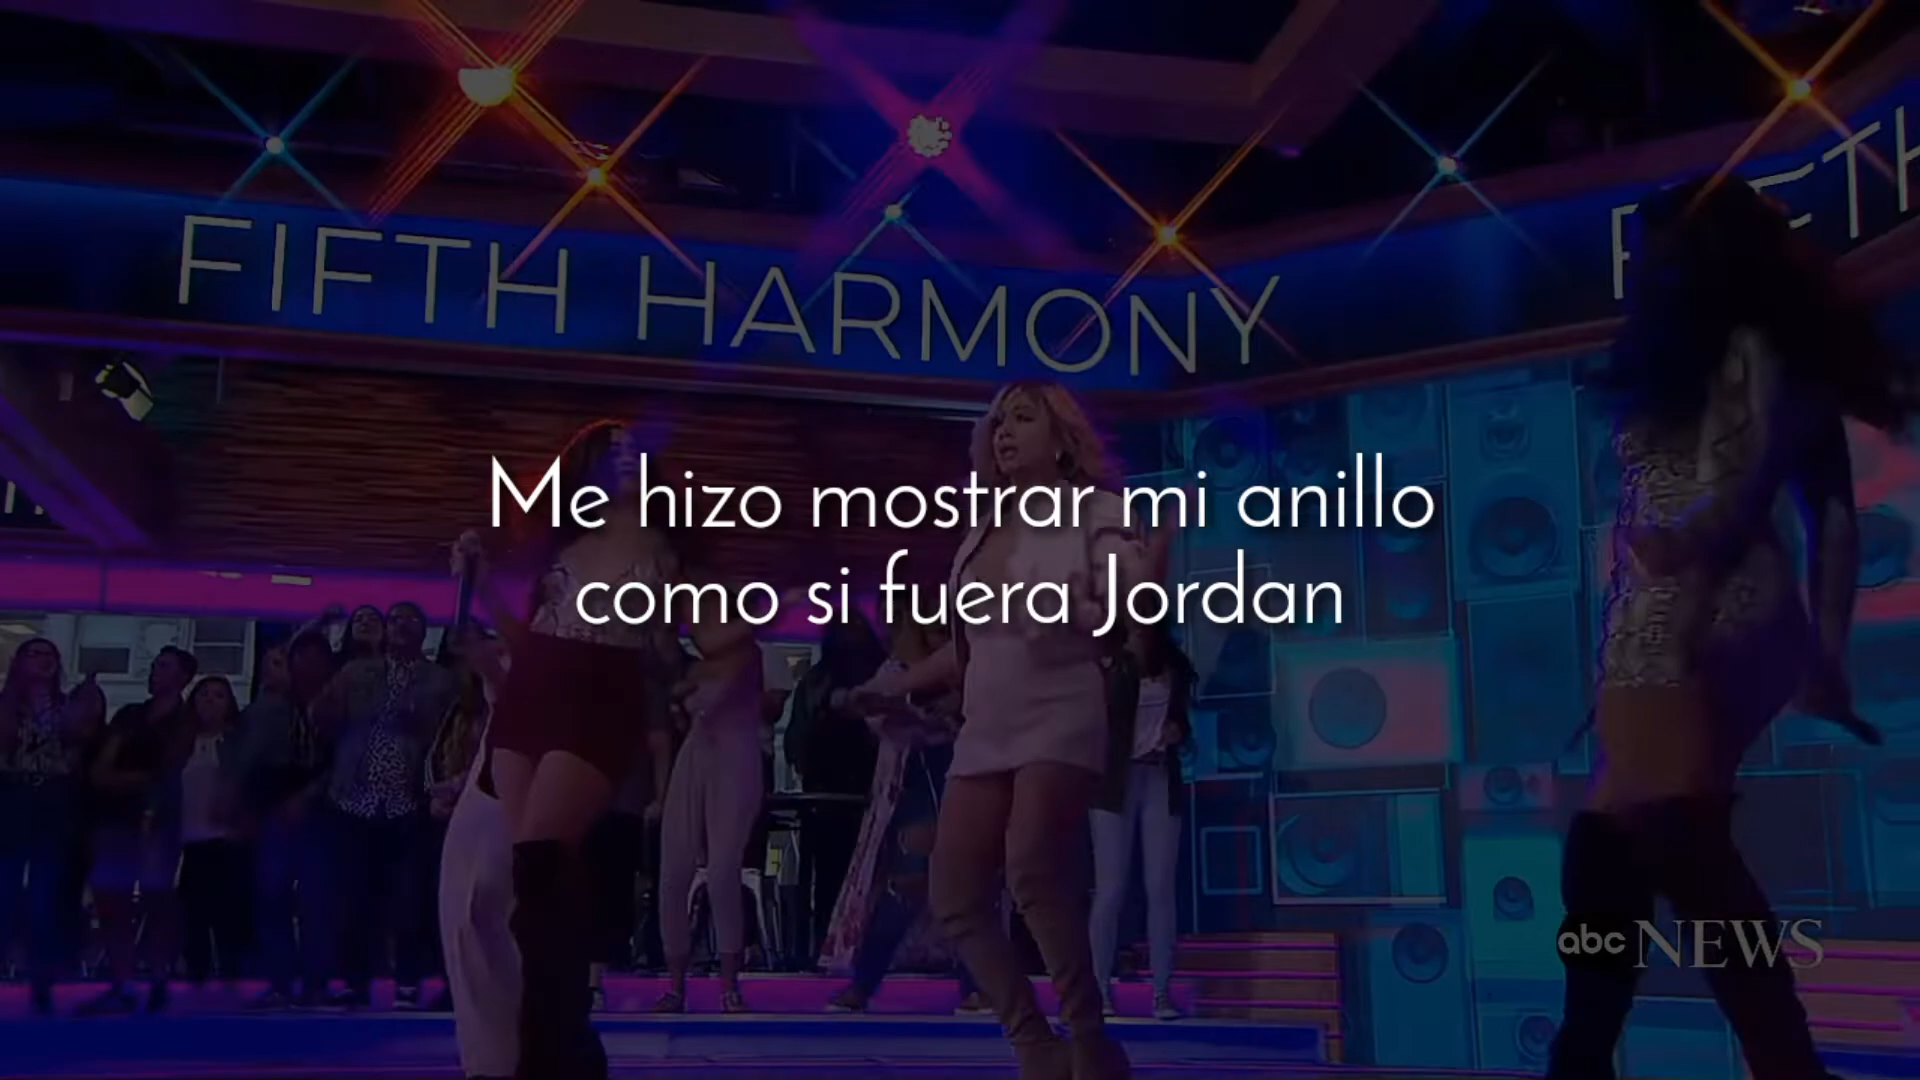 FIFTH HARMONY
Me hizo mostrar mi anillo
como si fuera Jordan
abc NEWS